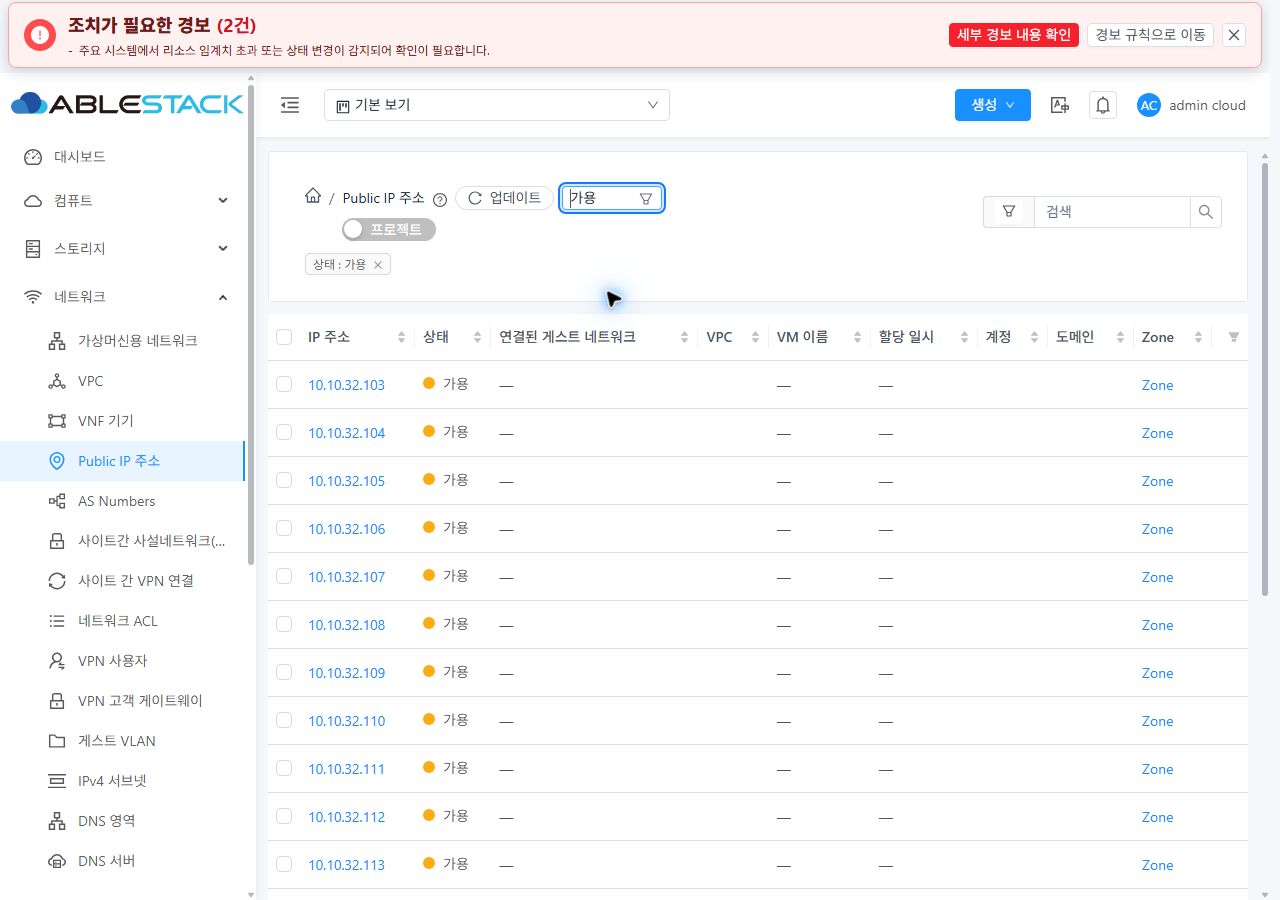 조치가 필요한 경보 (2건)
- 주요 시스템에서 리소스 임계치 초과 또는 상태 변경이 감지되어 확인이 필요합니다.
세부 경보 내용 확인
경보 규칙으로 이동
ABLESTACK
기본 보기
생성
AC
admin cloud
대시보드
컴퓨트
스토리지
네트워크
가상머신용 네트워크
VPC
VNF 기기
Public IP 주소
AS Numbers
사이트간 사설네트워크(...
사이트 간 VPN 연결
네트워크 ACL
VPN 사용자
VPN 고객 게이트웨이
게스트 VLAN
IPv4 서브넷
DNS 영역
DNS 서버
/ Public IP 주소
업데이트
가용
프로젝트
상태 : 가용
검색
IP 주소 상태 연결된 게스트 네트워크 VPC VM 이름 할당 일시 계정 도메인 Zone
10.10.32.103 가용 — — — Zone
10.10.32.104 가용 — — — Zone
10.10.32.105 가용 — — — Zone
10.10.32.106 가용 — — — Zone
10.10.32.107 가용 — — — Zone
10.10.32.108 가용 — — — Zone
10.10.32.109 가용 — — — Zone
10.10.32.110 가용 — — — Zone
10.10.32.111 가용 — — — Zone
10.10.32.112 가용 — — — Zone
10.10.32.113 가용 — — — Zone